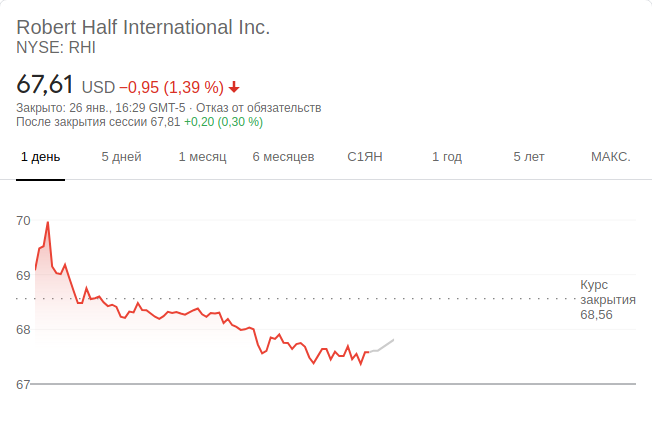 Robert Half International Inc.
NYSE: RHI
67,61 USD −0,95 (1,39 %)
Закрыто: 26 янв., 16:29 GMT-5 · Отказ от обязательств
После закрытия сессии 67,81 +0,20 (0,30 %)
1 день 5 дней 1 месяц 6 месяцев С1ЯН 1 год 5 лет МАКС.
70
69
Курс
закрытия
68,56
68
67